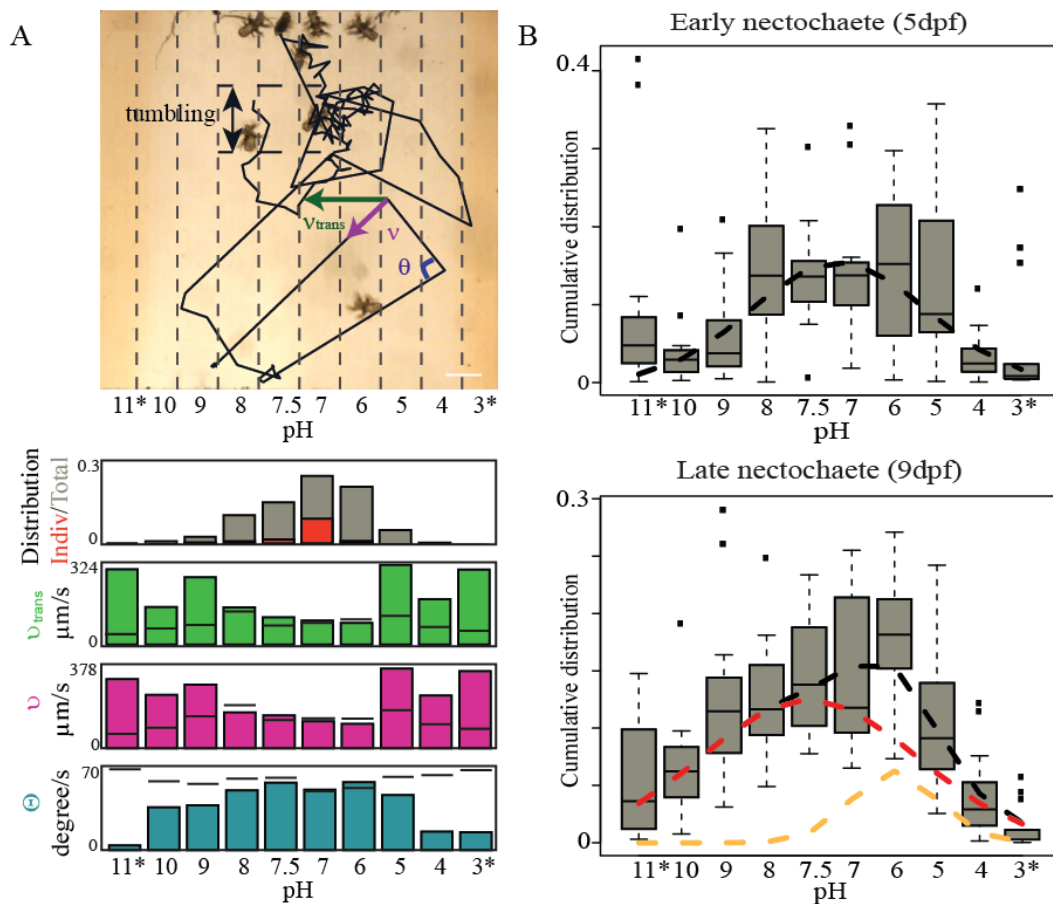 A
tumbling
νtrans
ν
θ
11* 10 9 8 7.5 7 6 5 4 3*
pH
Distribution
Indiv/Total
0.3
0
υtrans
μm/s
324
0
υ
μm/s
378
0
Θ
degree/s
70
0
11* 10 9 8 7.5 7 6 5 4 3*
pH
B
Early nectochaete (5dpf)
Cumulative distribution
0.4
0
11* 10 9 8 7.5 7 6 5 4 3*
pH
Late nectochaete (9dpf)
Cumulative distribution
0.3
0
11* 10 9 8 7.5 7 6 5 4 3*
pH